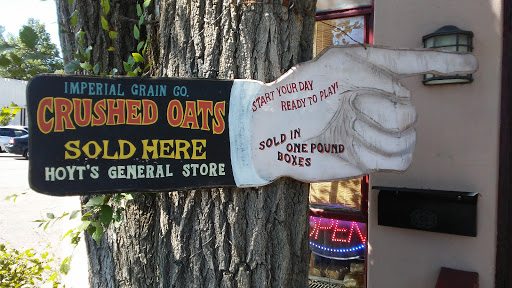 IMPERIAL GRAIN CO.
CRUSHED OATS
SOLD HERE
HOYT'S GENERAL STORE
START YOUR DAY
READY TO PLAY!
SOLD IN
ONE POUND
BOXES
OPEN